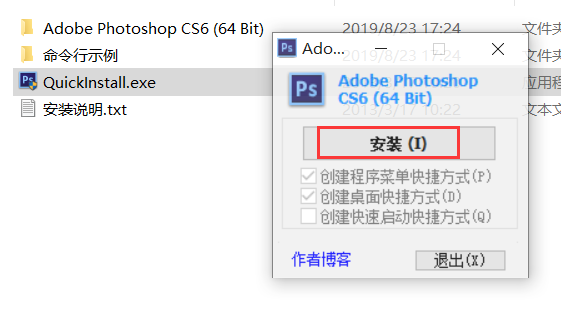 Adobe Photoshop CS6 (64 Bit)
2019/8/23 17:24
文件夹
命令行示例
2019/8/23 17:24
文件夹
QuickInstall.exe
应用程
安装说明.txt
2013/3/17 10:22
文本文
Ps
Ado...
Ps
Adobe Photoshop
CS6 (64 Bit)
安装 (I)
创建程序菜单快捷方式(P)
创建桌面快捷方式(D)
创建快速启动快捷方式(Q)
作者博客
退出(X)